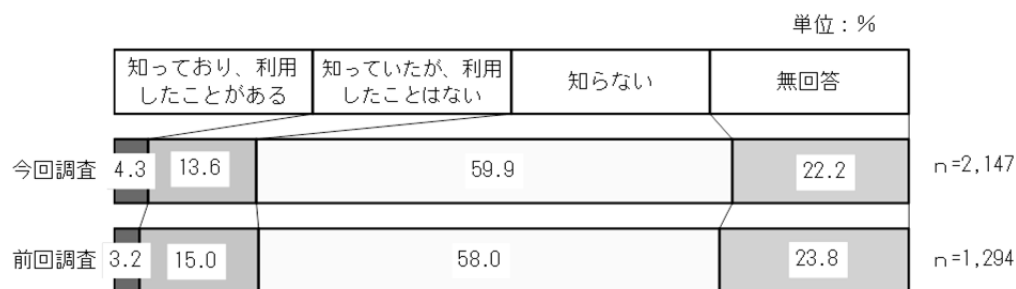 単位：％
知っており、利用
したことがある
知っていたが、利用
したことはない
知らない
無回答
今回調査 4.3 13.6 59.9 22.2 n=2,147
前回調査 3.2 15.0 58.0 23.8 n=1,294